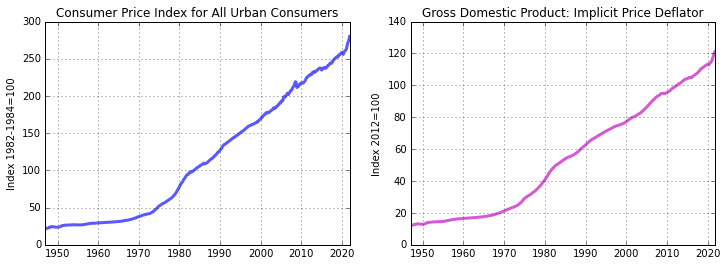 Consumer Price Index for All Urban Consumers
300
250
200
150
100
50
0
Index 1982-1984=100
1950 1960 1970 1980 1990 2000 2010 2020
Gross Domestic Product: Implicit Price Deflator
140
120
100
80
60
40
20
0
Index 2012=100
1950 1960 1970 1980 1990 2000 2010 2020